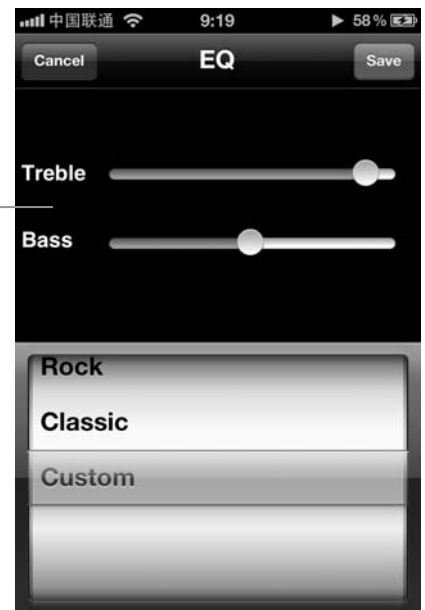 中国联通 9:19 58%
Cancel EQ Save
Treble
Bass
Rock
Classic
Custom